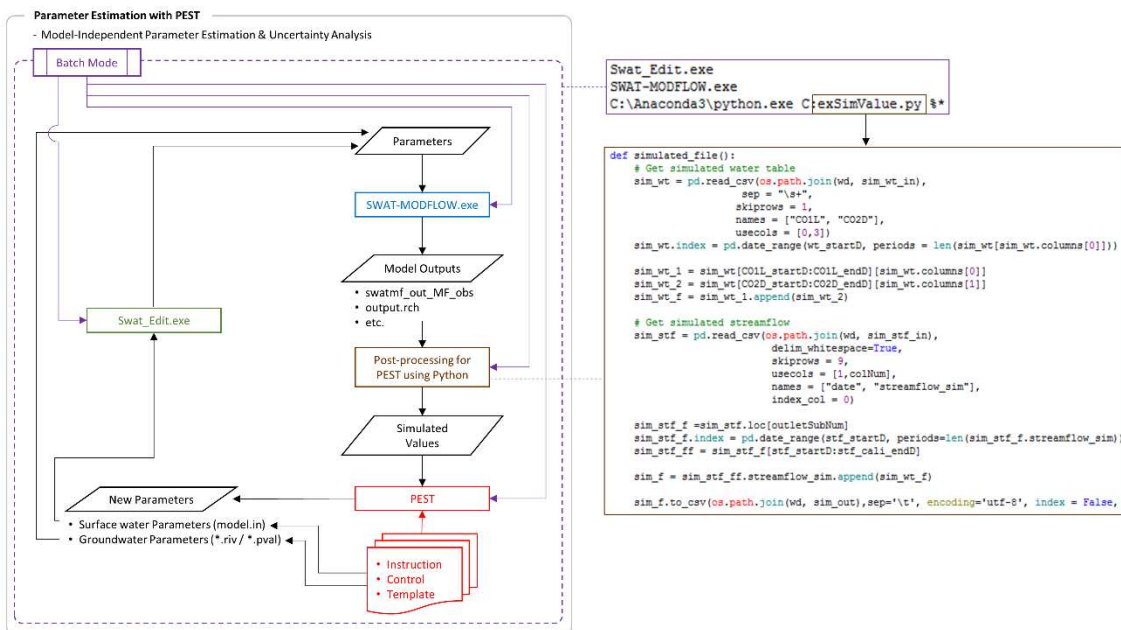 Parameter Estimation with PEST
- Model-Independent Parameter Estimation & Uncertainty Analysis
Batch Mode
Parameters
SWAT-MODFLOW.exe
Model Outputs
• swatmf_out_MF_obs
• output.rch
• etc.
Swat_Edit.exe
Post-processing for
PEST using Python
Simulated
Values
PEST
New Parameters
• Surface water Parameters (model.in)
• Groundwater Parameters (*.riv / *.pval)
• Instruction
• Control
• Template
Swat_Edit.exe
SWAT-MODFLOW.exe
C:\Anaconda3\python.exe C:exSimValue.py %*
def simulated_file():
# Get simulated water table
sim_wt = pd.read_csv(os.path.join(wd, sim_wt_in),
sep = "\s+",
skiprows = 1,
names = ["CO1L", "CO2D"],
usecols = [0,3])
sim_wt.index = pd.date_range(wt_startD, periods = len(sim_wt[sim_wt.columns[0]]))
sim_wt_1 = sim_wt[CO1L_startD:CO1L_endD][sim_wt.columns[0]]
sim_wt_2 = sim_wt[CO2D_startD:CO2D_endD][sim_wt.columns[1]]
sim_wt_f = sim_wt_1.append(sim_wt_2)
# Get simulated streamflow
sim_stf = pd.read_csv(os.path.join(wd, sim_stf_in),
delim_whitespace=True,
skiprows = 9,
usecols = [1,colNum],
names = ["date", "streamflow_sim"],
index_col = 0)
sim_stf_f =sim_stf.loc[outletSubNum]
sim_stf_f.index = pd.date_range(stf_startD, periods=len(sim_stf_f.streamflow_sim))
sim_stf_ff = sim_stf_f[stf_startD:stf_cali_endD]
sim_f = sim_stf_ff.streamflow_sim.append(sim_wt_f)
sim_f.to_csv(os.path.join(wd, sim_out),sep='\t', encoding='utf-8', index = False,